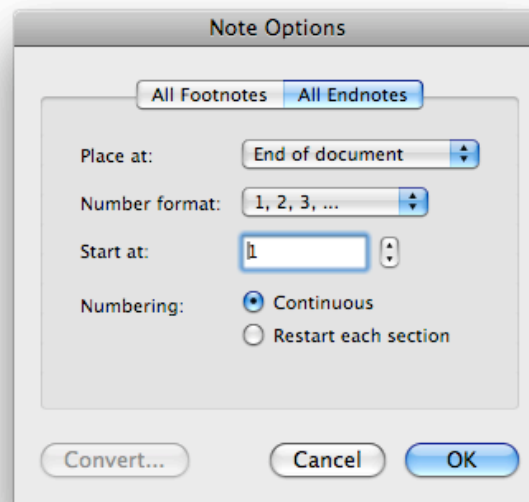 Note Options
All Footnotes All Endnotes
Place at: End of document
Number format: 1, 2, 3, ...
Start at: 1
Numbering: Continuous
Restart each section
Convert... Cancel OK